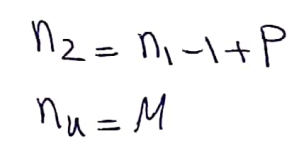 n₂ = n₁ - 1 + P
nᵤ = M